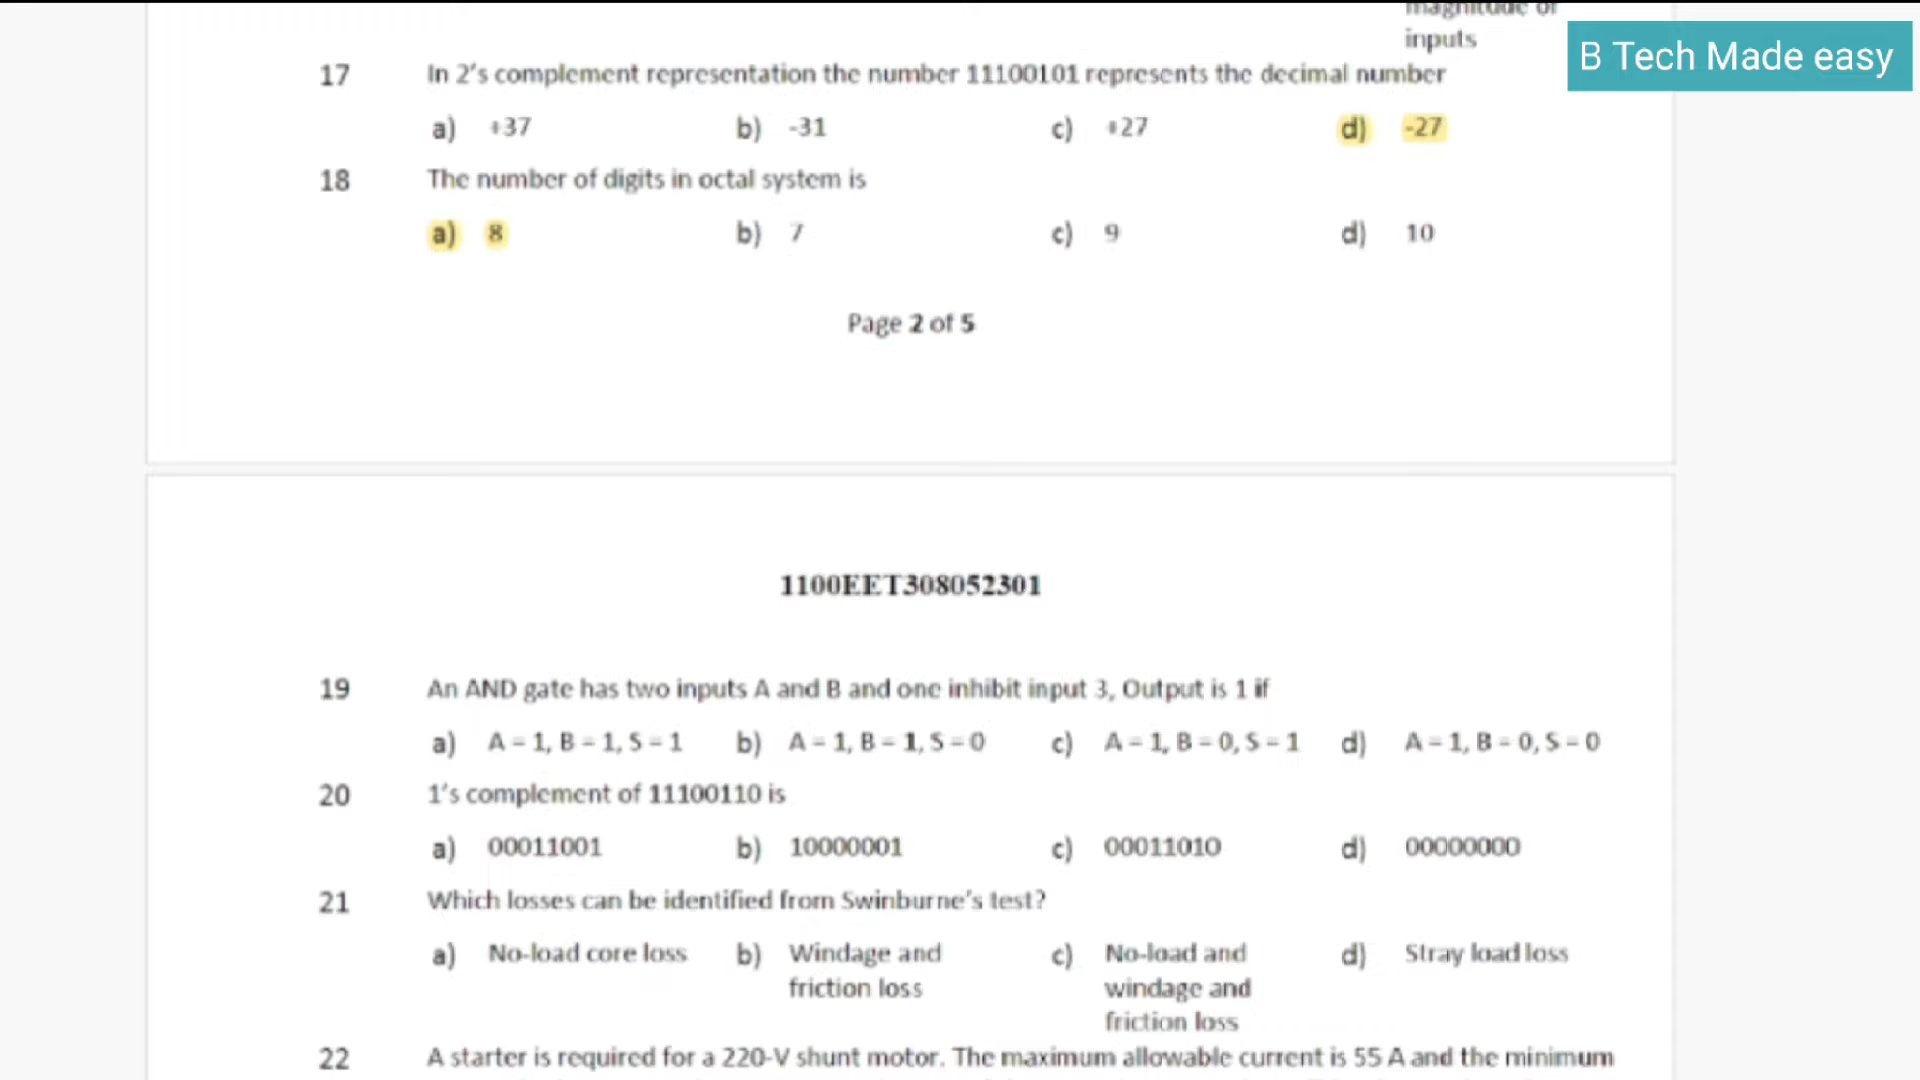 magnitude of
inputs
B Tech Made easy
17 In 2's complement representation the number 11100101 represents the decimal number
a) +37 b) -31 c) +27 d) -27
18 The number of digits in octal system is
a) 8 b) 7 c) 9 d) 10
Page 2 of 5
1100EET308052301
19 An AND gate has two inputs A and B and one inhibit input 3, Output is 1 if
a) A = 1, B = 1, S = 1 b) A = 1, B = 1, S = 0 c) A = 1, B = 0, S = 1 d) A = 1, B = 0, S = 0
20 1's complement of 11100110 is
a) 00011001 b) 10000001 c) 00011010 d) 00000000
21 Which losses can be identified from Swinburne's test?
a) No-load core loss b) Windage and c) No-load and d) Stray load loss
friction loss windage and
friction loss
22 A starter is required for a 220-V shunt motor. The maximum allowable current is 55 A and the minimum